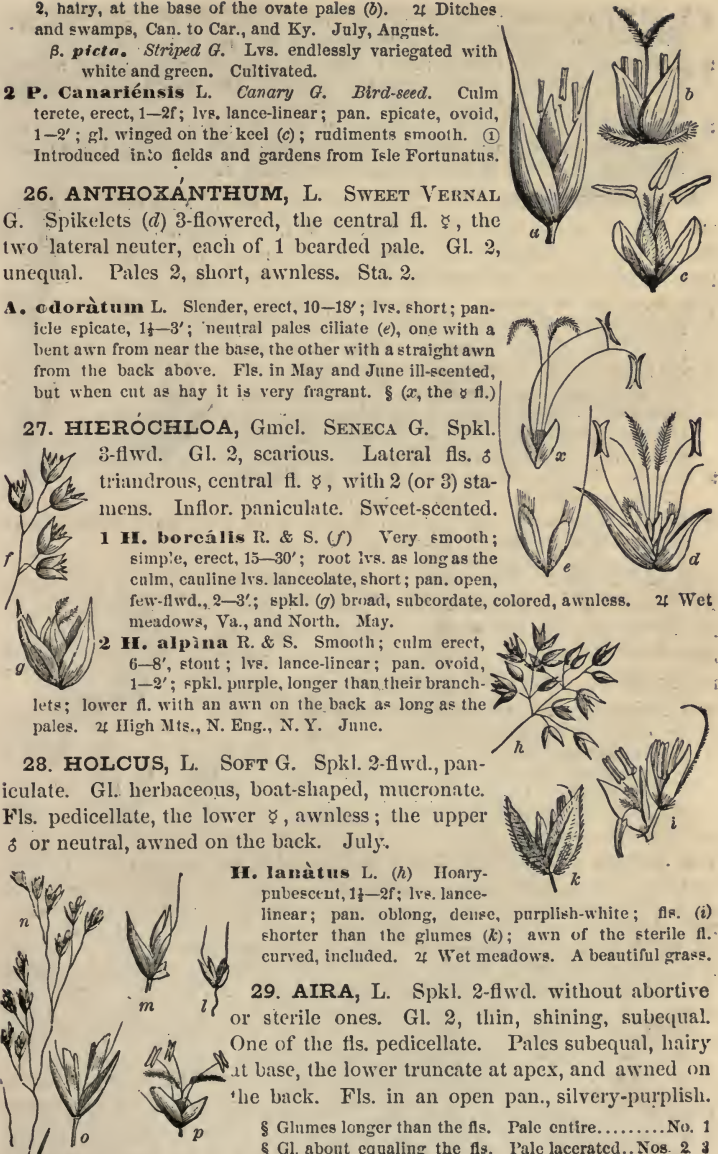 2, hairy, at the base of the ovate pales (b). ♃ Ditches
and swamps, Can. to Car., and Ky. July, August.
β. picta. Striped G. Lvs. endlessly variegated with
white and green. Cultivated.
2 P. Canariénsis L. Canary G. Bird-seed. Culm
terete, erect, 1—2f; lvs. lance-linear; pan. spicate, ovoid,
1—2′; gl. winged on the keel (c); rudiments smooth. ①
Introduced into fields and gardens from Isle Fortunatus.
b
a
c
26. ANTHOXÁNTHUM, L. SWEET VERNAL
G. Spikelets (d) 3-flowered, the central fl. ☿, the
two lateral neuter, each of 1 bearded pale. Gl. 2,
unequal. Pales 2, short, awnless. Sta. 2.
A. odoràtum L. Slender, erect, 10—18′; lvs. short; pan-
icle spicate, 1½—3′; neutral pales ciliate (e), one with a
bent awn from near the base, the other with a straight awn
from the back above. Fls. in May and June ill-scented,
but when cut as hay it is very fragrant. § (x, the ☿ fl.)
x
e
d
27. HIERÓCHLOA, Gmel. SENECA G. Spkl.
3-flwd. Gl. 2, scarious. Lateral fls. ♂
triandrous, central fl. ☿, with 2 (or 3) sta-
mens. Inflor. paniculate. Sweet-scented.
1 H. boreális R. & S. (f) Very smooth;
simple, erect, 15—30′; root lvs. as long as the
culm, cauline lvs. lanceolate, short; pan. open,
few-flwd., 2—3′.; spkl. (g) broad, subcordate, colored, awnless. ♃ Wet
meadows, Va., and North. May.
2 H. alpìna R. & S. Smooth; culm erect,
6—8′, stout; lvs. lance-linear; pan. ovoid,
1—2′; spkl. purple, longer than their branch-
lets; lower fl. with an awn on the back as long as the
pales. ♃ High Mts., N. Eng., N. Y. June.
f
g
h
28. HOLCUS, L. SOFT G. Spkl. 2-flwd., pan-
iculate. Gl. herbaceous, boat-shaped, mucronate.
Fls. pedicellate, the lower ☿, awnless; the upper
♂ or neutral, awned on the back. July.
i
k
H. lanàtus L. (h) Hoary-
pubescent, 1½—2f; lvs. lance-
linear; pan. oblong, dense, purplish-white; fls. (i)
shorter than the glumes (k); awn of the sterile fl.
curved, included. ♃ Wet meadows. A beautiful grass.
n
m
l
29. AIRA, L. Spkl. 2-flwd. without abortive
or sterile ones. Gl. 2, thin, shining, subequal.
One of the fls. pedicellate. Pales subequal, hairy
at base, the lower truncate at apex, and awned on
the back. Fls. in an open pan., silvery-purplish.
o
p
§ Glumes longer than the fls. Pale entire.........No. 1
§ Gl. about equaling the fls. Pale lacerated..Nos. 2 3